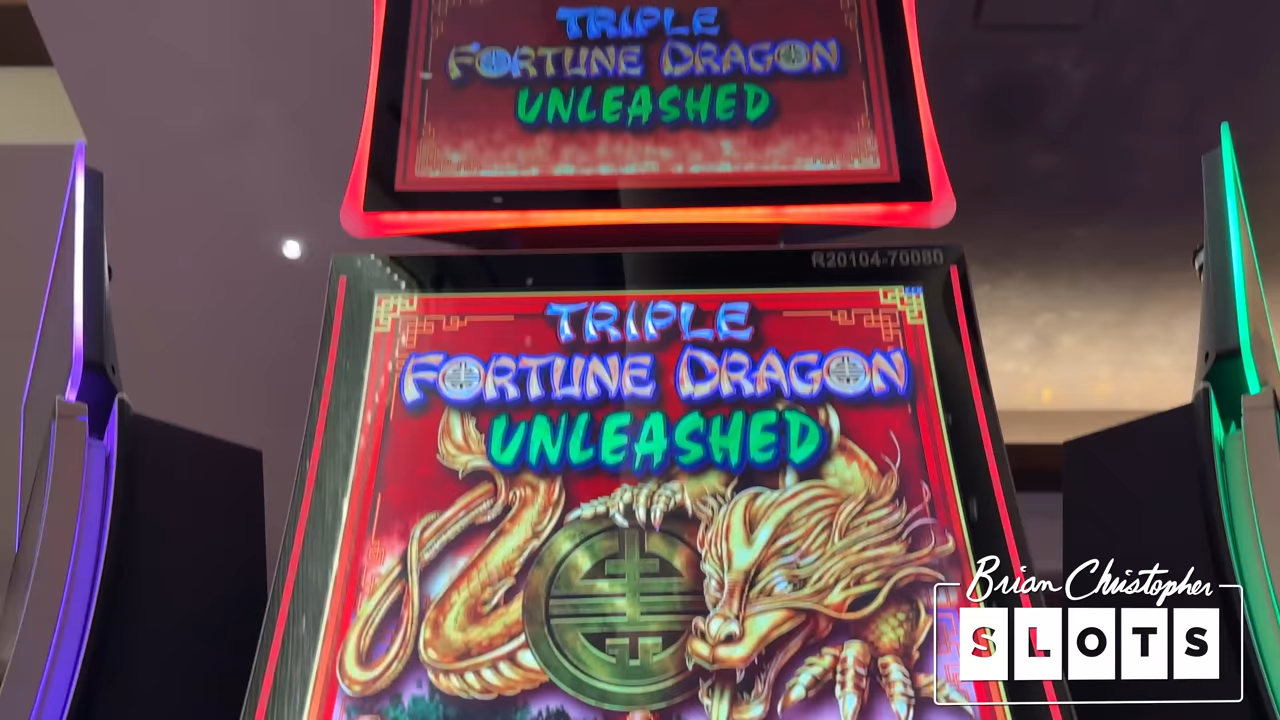 TRIPLE
FORTUNE DRAGON
UNLEASHED
R20104-70080
TRIPLE
FORTUNE DRAGON
UNLEASHED
Brian Christopher
SLOTS